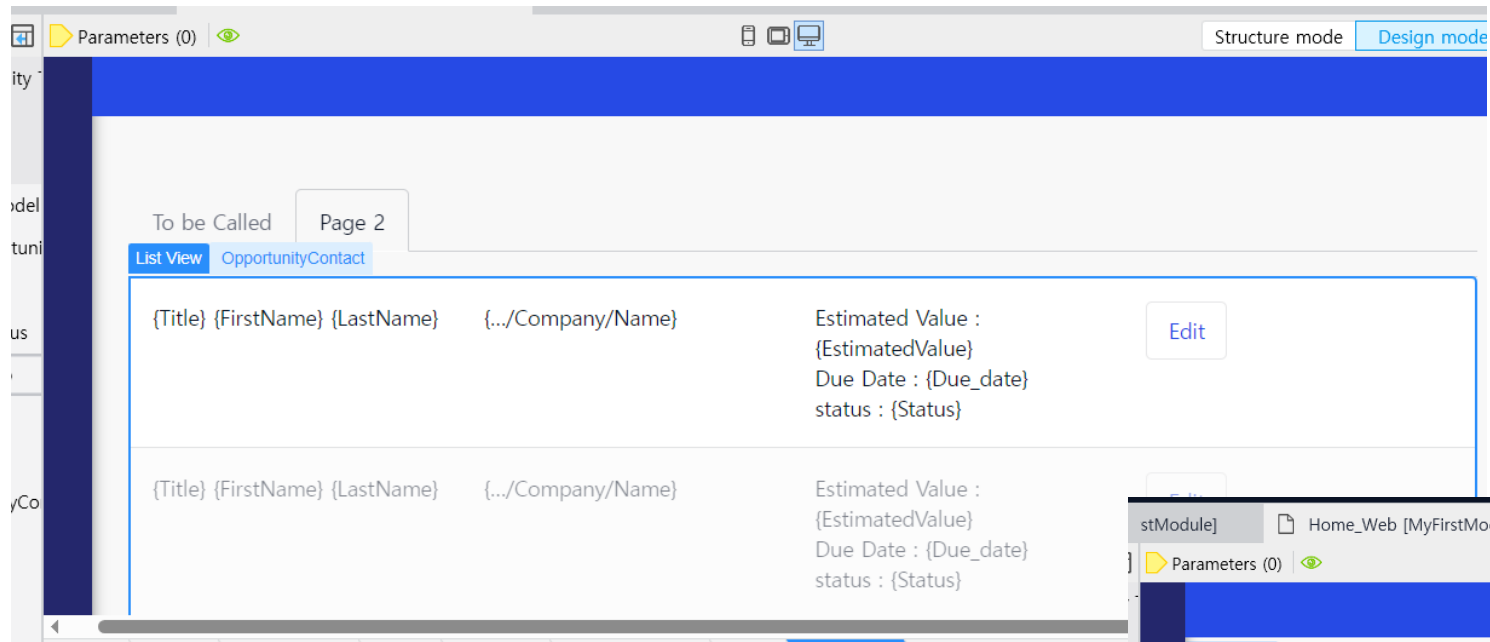 Parameters (0)
Structure mode
Design mode
ity
odel
To be Called
Page 2
tuni
List View
OpportunityContact
{Title} {FirstName} {LastName}
{.../Company/Name}
Estimated Value :
{EstimatedValue}
Due Date : {Due_date}
status : {Status}
Edit
us
{Title} {FirstName} {LastName}
{.../Company/Name}
Estimated Value :
{EstimatedValue}
Due Date : {Due_date}
status : {Status}
yCo
stModule]
Home_Web [MyFirstMo
Parameters (0)